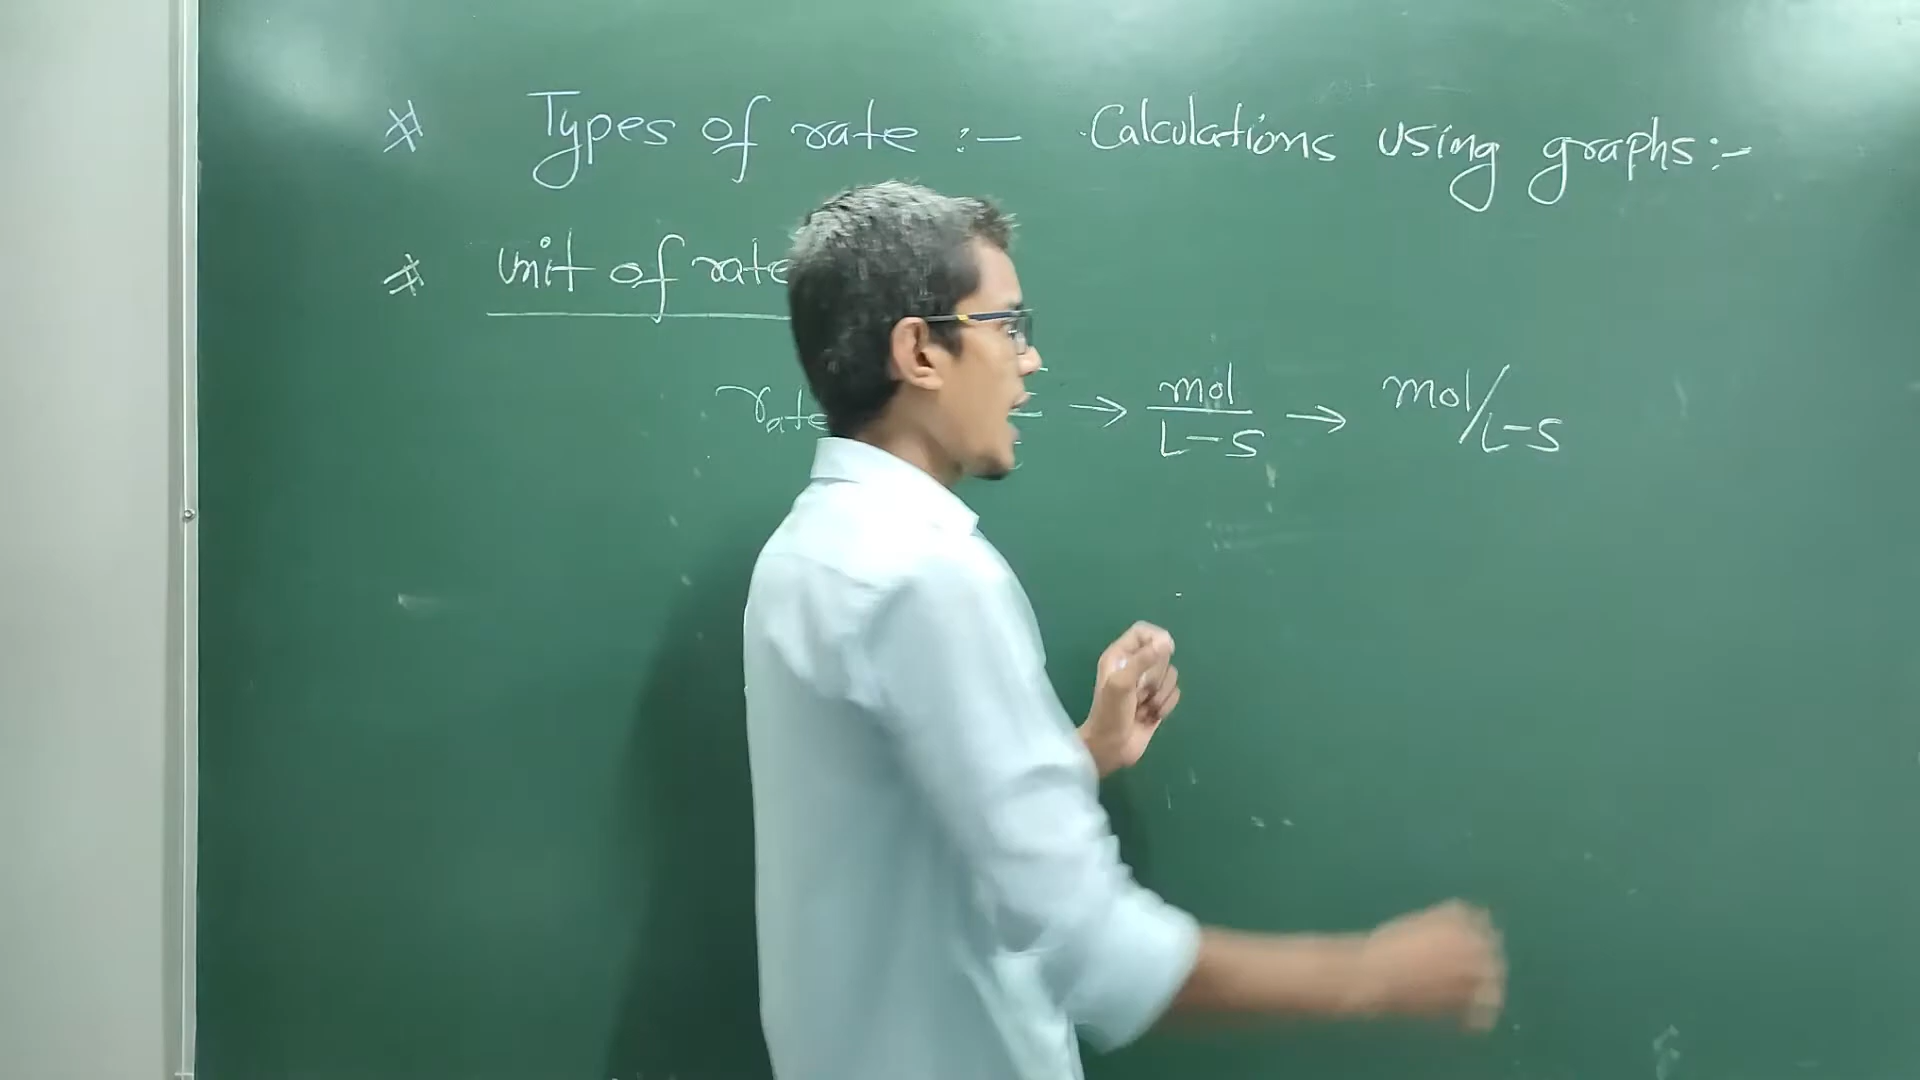 * Types of rate :- Calculations using graphs:-
* Unit of rate
rate → mol/L-S → mol/L-S